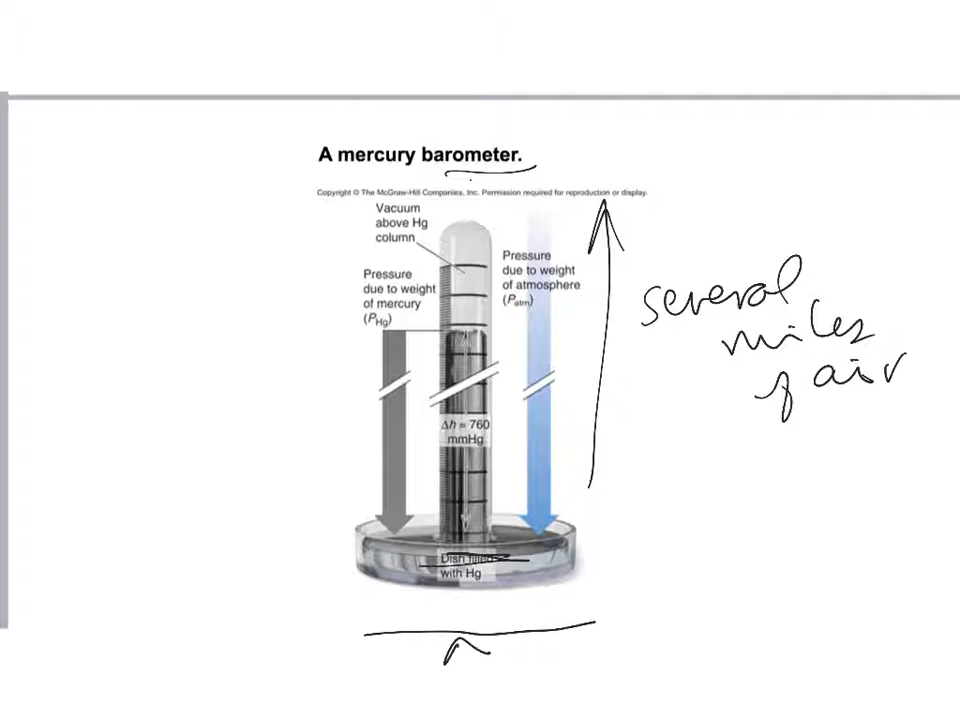 A mercury barometer.
Copyright © The McGraw-Hill Companies, Inc. Permission required for reproduction or display.
Vacuum
above Hg
column
Pressure
due to weight
of mercury
(PHg)
Pressure
due to weight
of atmosphere
(Patm)
several
miles
of air
Δh = 760
mmHg
Dish filled
with Hg